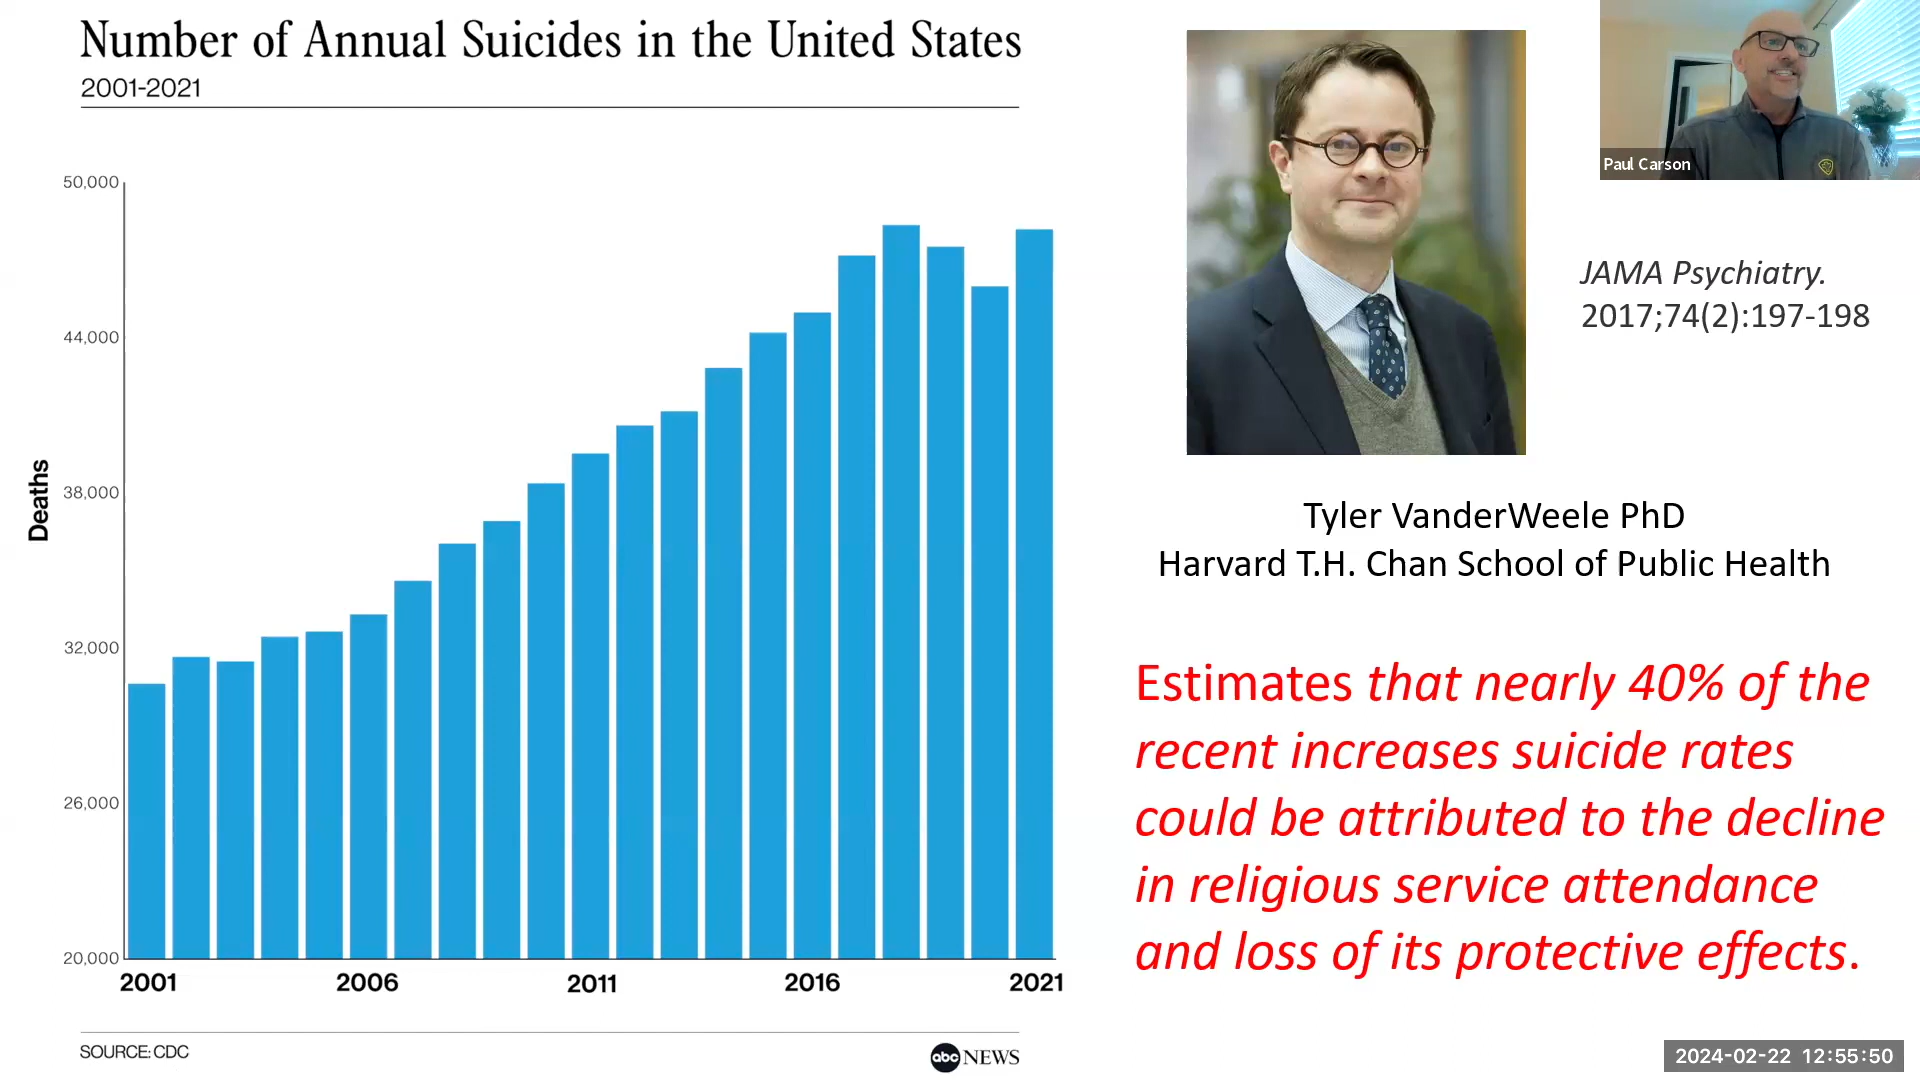 Number of Annual Suicides in the United States
2001-2021
50,000
44,000
38,000
32,000
26,000
20,000
Deaths
2001 2006 2011 2016 2021
SOURCE: CDC
abc NEWS
Paul Carson
JAMA Psychiatry.
2017;74(2):197-198
Tyler VanderWeele PhD
Harvard T.H. Chan School of Public Health
Estimates that nearly 40% of the
recent increases suicide rates
could be attributed to the decline
in religious service attendance
and loss of its protective effects.
2024-02-22 12:55:50